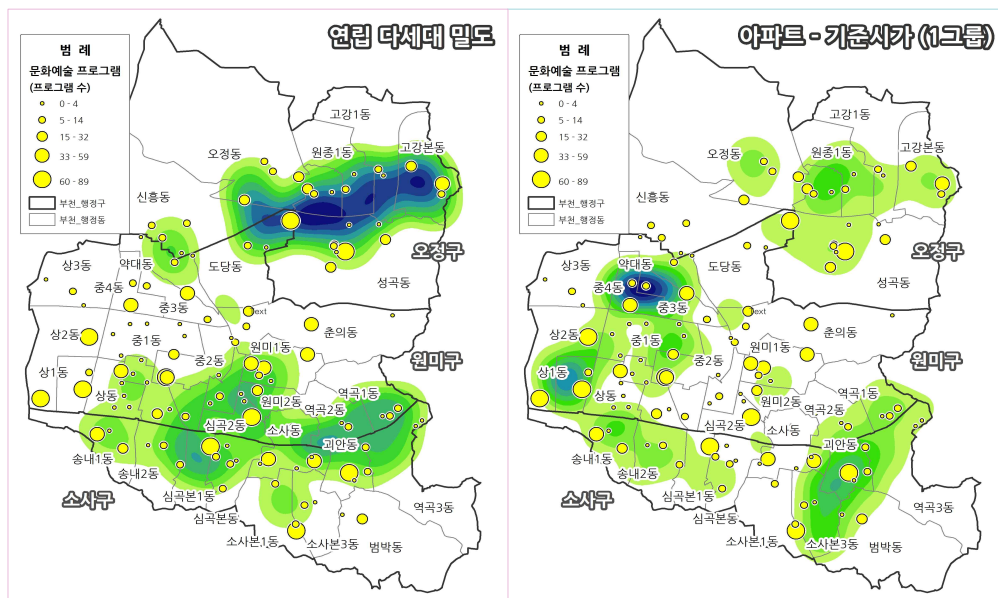 연립 다세대 밀도
범 례
문화예술 프로그램
(프로그램 수)
0 - 4
5 - 14
15 - 32
33 - 59
60 - 89
부천_행정구
부천_행정동
고강1동
오정동
원종1동
고강본동
신흥동
오정구
상3동
약대동
도당동
성곡동
중4동
중3동
text
상2동
중1동
춘의동
중2동
원미1동
원미구
상1동
상동
원미2동
역곡1동
역곡2동
심곡2동
소사동
괴안동
송내1동
송내2동
소사구
심곡본1동
심곡본동
역곡3동
소사본1동
소사본3동
범박동
아파트 - 기준시가 (1그룹)
범 례
문화예술 프로그램
(프로그램 수)
0 - 4
5 - 14
15 - 32
33 - 59
60 - 89
부천_행정구
부천_행정동
고강1동
오정동
원종1동
고강본동
신흥동
오정구
상3동
약대동
도당동
성곡동
중4동
중3동
text
상2동
중1동
춘의동
중2동
원미1동
원미구
상1동
상동
원미2동
역곡1동
역곡2동
심곡2동
소사동
괴안동
송내1동
송내2동
소사구
심곡본1동
심곡본동
역곡3동
소사본1동
소사본3동
범박동